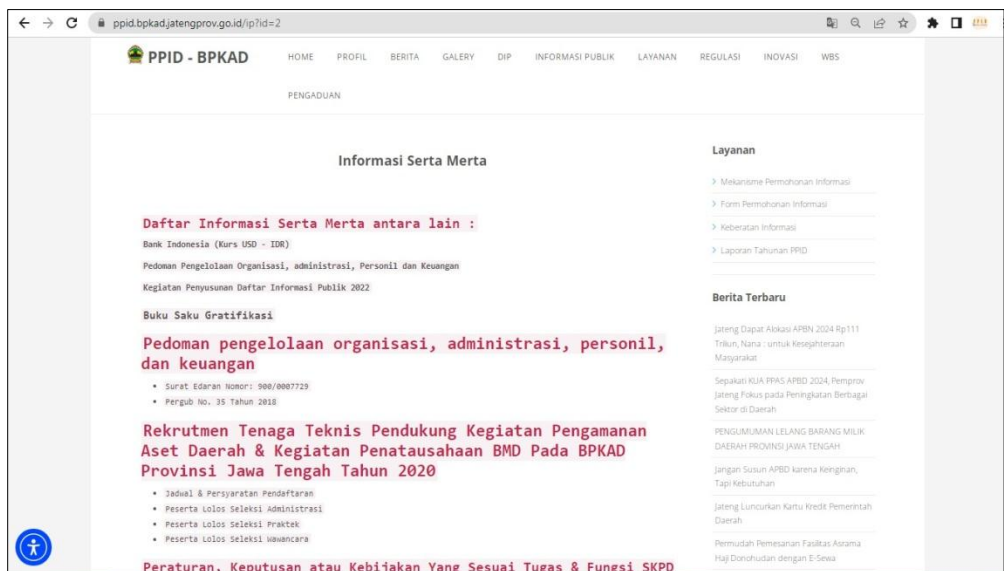 ppid.bpkad.jatengprov.go.id/ip?id=2
PPID - BPKAD
HOME PROFIL BERITA GALERY DIP INFORMASI PUBLIK LAYANAN REGULASI INOVASI WBS
PENGADUAN
Informasi Serta Merta
Daftar Informasi Serta Merta antara lain :
Bank Indonesia (Kurs USD - IDR)
Pedoman Pengelolaan Organisasi, administrasi, Personil dan Keuangan
Kegiatan Penyusunan Daftar Informasi Publik 2022
Buku Saku Gratifikasi
Pedoman pengelolaan organisasi, administrasi, personil,
dan keuangan
Surat Edaran Nomor: 900/0007729
Pergub No. 35 Tahun 2018
Rekrutmen Tenaga Teknis Pendukung Kegiatan Pengamanan
Aset Daerah & Kegiatan Penatausahaan BMD Pada BPKAD
Provinsi Jawa Tengah Tahun 2020
Jadwal & Persyaratan Pendaftaran
Peserta Lolos Seleksi Administrasi
Peserta Lolos Seleksi Praktek
Peserta Lolos Seleksi Wawancara
Peraturan, Keputusan atau Kebijakan Yang Sesuai Tugas & Fungsi SKPD
Layanan
Mekanisme Permohonan Informasi
Form Permohonan Informasi
Keberatan Informasi
Laporan Tahunan PPID
Berita Terbaru
Jateng Dapat Alokasi APBN 2024 Rp111
Triliun, Nana : untuk Kesejahteraan
Masyarakat
Sepakati KUA PPAS APBD 2024, Pemprov
Jateng Fokus pada Peningkatan Berbagai
Sektor di Daerah
PENGUMUMAN LELANG BARANG MILIK
DAERAH PROVINSI JAWA TENGAH
Jangan Susun APBD karena Keinginan,
Tapi Kebutuhan
Jateng Luncurkan Kartu Kredit Pemerintah
Daerah
Permudah Pemesanan Fasilitas Asrama
Haji Donohudan dengan E-Sewa